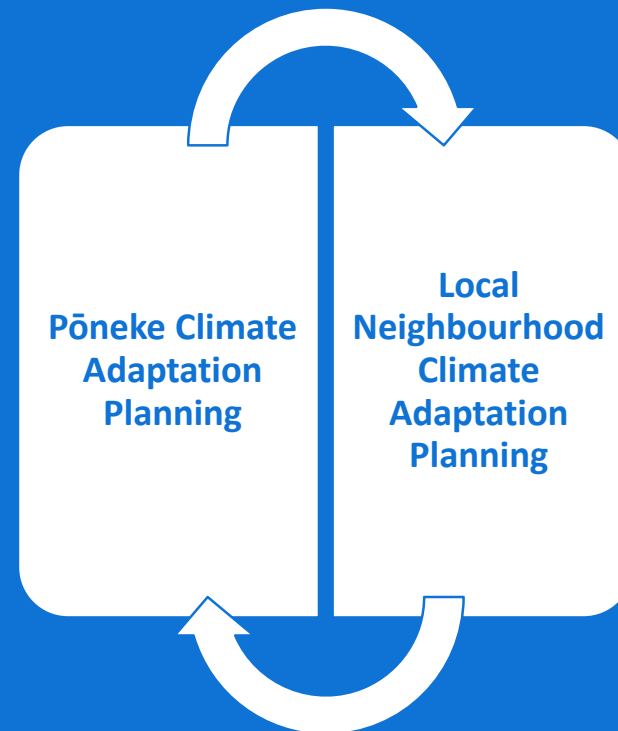 Pōneke Climate
Adaptation
Planning
Local
Neighbourhood
Climate
Adaptation
Planning